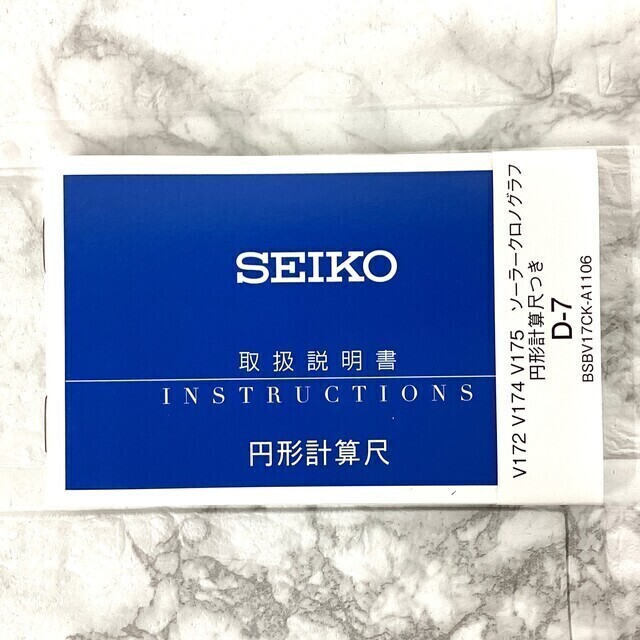 SEIKO
取扱説明書
INSTRUCTIONS
円形計算尺
V172 V174 V175 ソーラークロノグラフ
円形計算尺つき
D-7
BSBV17CK-A1106